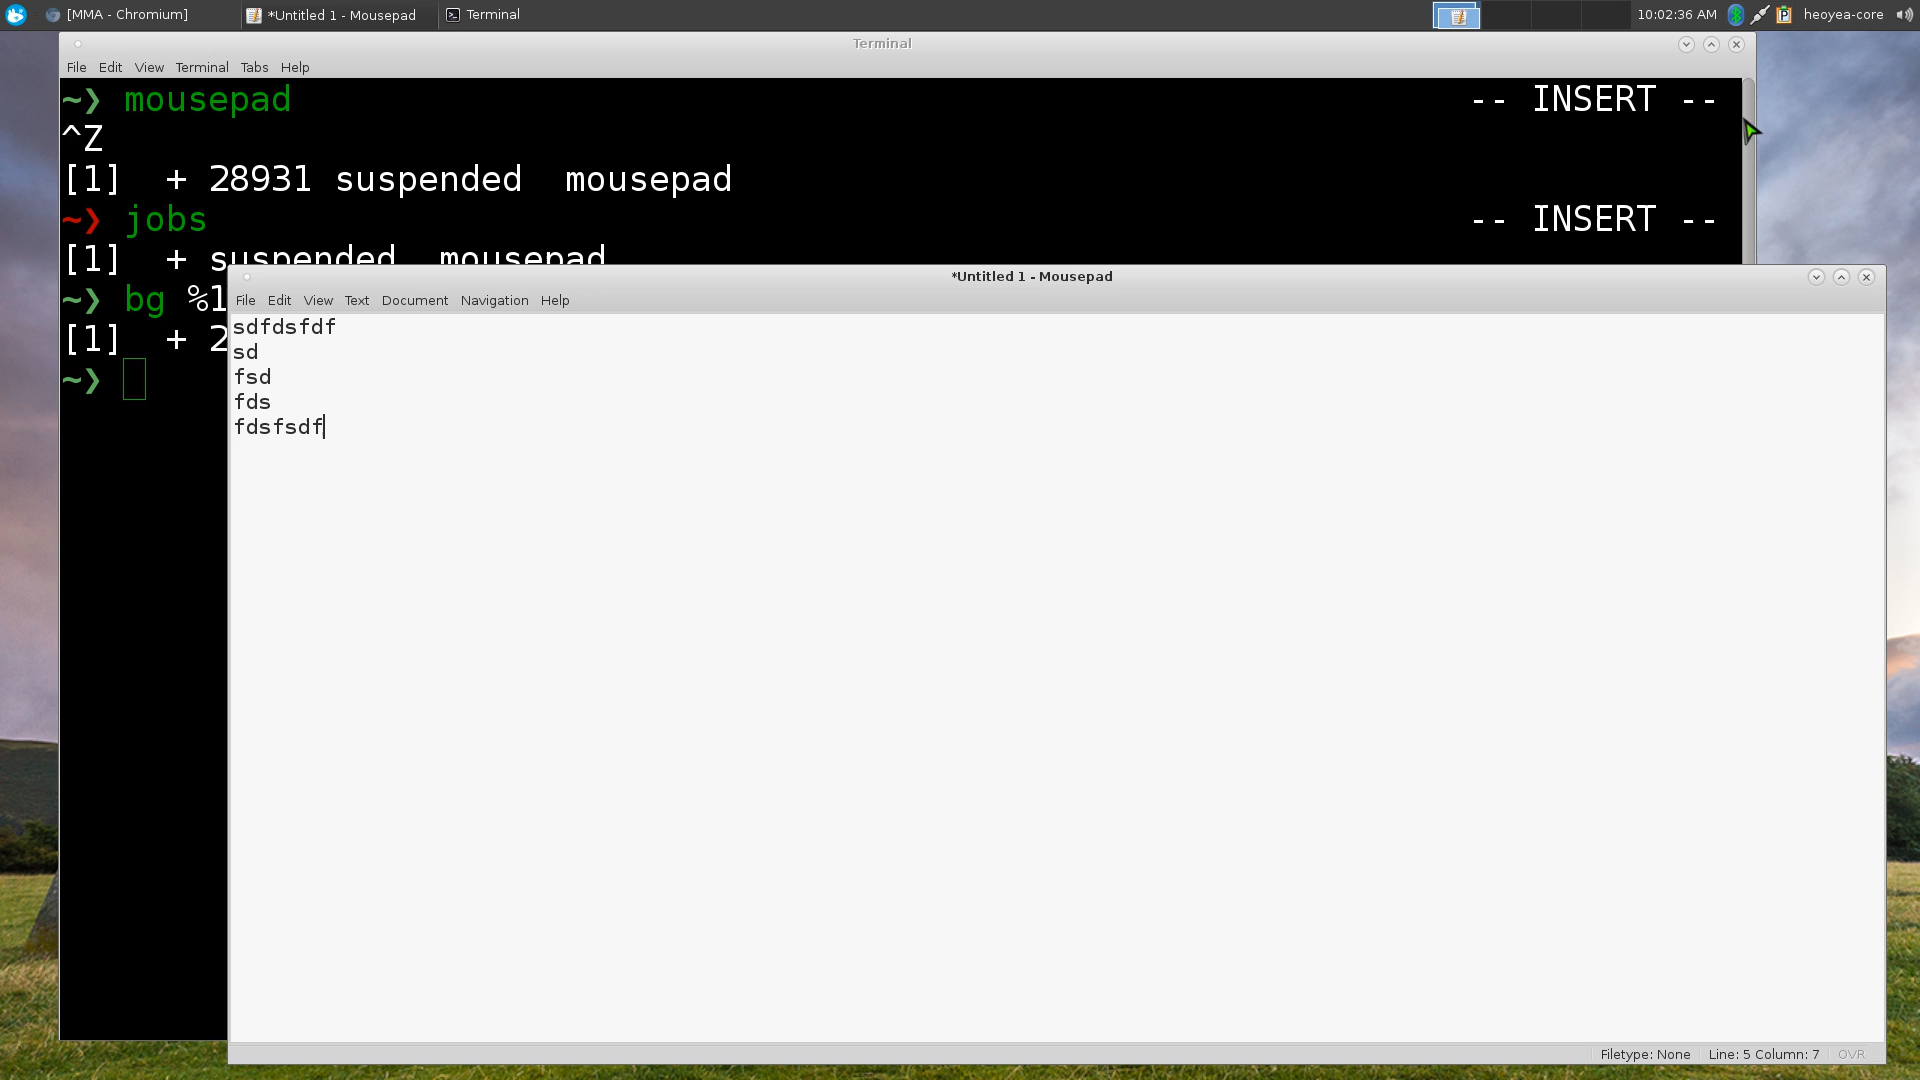 [MMA - Chromium]
*Untitled 1 - Mousepad
Terminal
10:02:36 AM
heoyea-core
Terminal
File Edit View Terminal Tabs Help
~❯ mousepad -- INSERT --
^Z
[1]  + 28931 suspended  mousepad
~❯ jobs -- INSERT --
[1]  + suspended  mousepad
~❯ bg %1
[1]  + 2
~❯
*Untitled 1 - Mousepad
File Edit View Text Document Navigation Help
sdfdsfdf
sd
fsd
fds
fdsfsdf
Filetype: None Line: 5 Column: 7 OVR